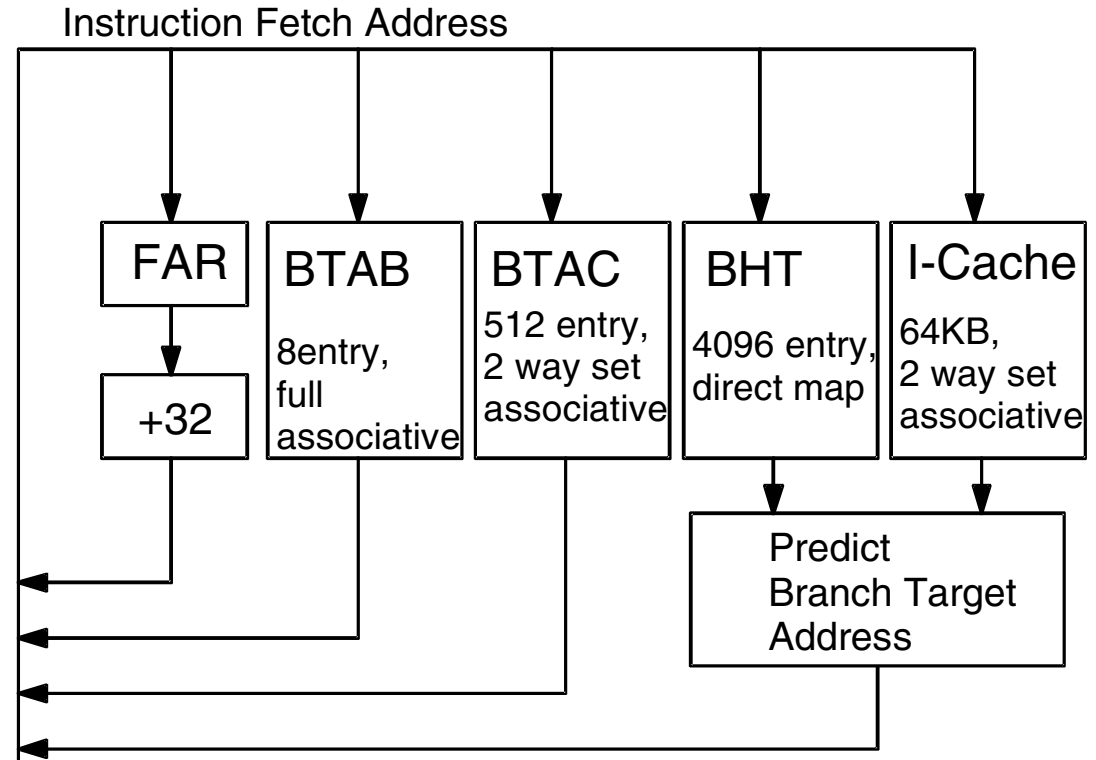 Instruction Fetch Address
FAR
+32
BTAB
8entry,
full
associative
BTAC
512 entry,
2 way set
associative
BHT
4096 entry,
direct map
I-Cache
64KB,
2 way set
associative
Predict
Branch Target
Address